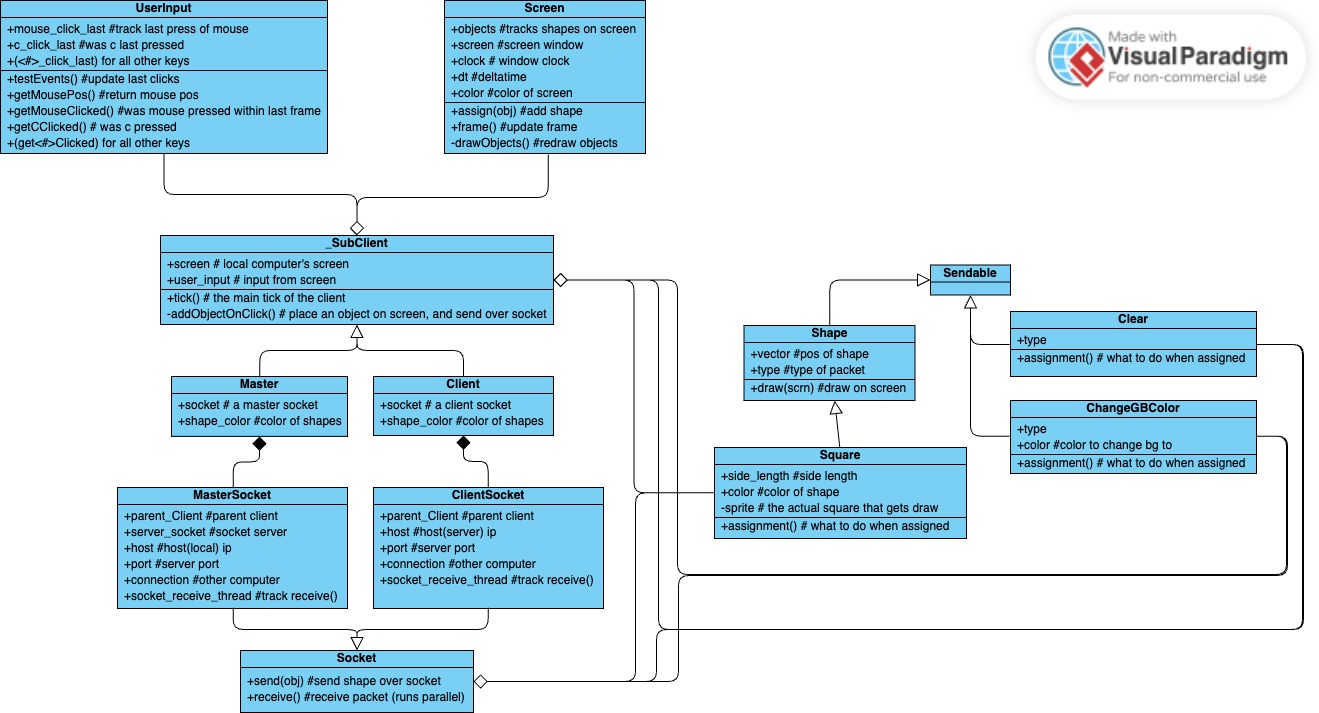 UserInput
+mouse_click_last #track last press of mouse
+c_click_last #was c last pressed
+(<#>_click_last) for all other keys
+testEvents() #update last clicks
+getMousePos() #return mouse pos
+getMouseClicked() #was mouse pressed within last frame
+getCClicked() # was c pressed
+(get<#>Clicked) for all other keys
Screen
+objects #tracks shapes on screen
+screen #screen window
+clock # window clock
+dt #deltatime
+color #color of screen
+assign(obj) #add shape
+frame() #update frame
-drawObjects() #redraw objects
Made with
Visual Paradigm
For non-commercial use
_SubClient
+screen # local computer's screen
+user_input # input from screen
+tick() # the main tick of the client
-addObjectOnClick() # place an object on screen, and send over socket
Sendable
Shape
+vector #pos of shape
+type #type of packet
+draw(scrn) #draw on screen
Clear
+type
+assignment() # what to do when assigned
Master
+socket # a master socket
+shape_color #color of shapes
Client
+socket # a client socket
+shape_color #color of shapes
ChangeGBColor
+type
+color #color to change bg to
+assignment() # what to do when assigned
Square
+side_length #side length
+color #color of shape
-sprite # the actual square that gets draw
+assignment() # what to do when assigned
MasterSocket
+parent_Client #parent client
+server_socket #socket server
+host #host(local) ip
+port #server port
+connection #other computer
+socket_receive_thread #track receive()
ClientSocket
+parent_Client #parent client
+host #host(server) ip
+port #server port
+connection #other computer
+socket_receive_thread #track receive()
Socket
+send(obj) #send shape over socket
+receive() #receive packet (runs parallel)